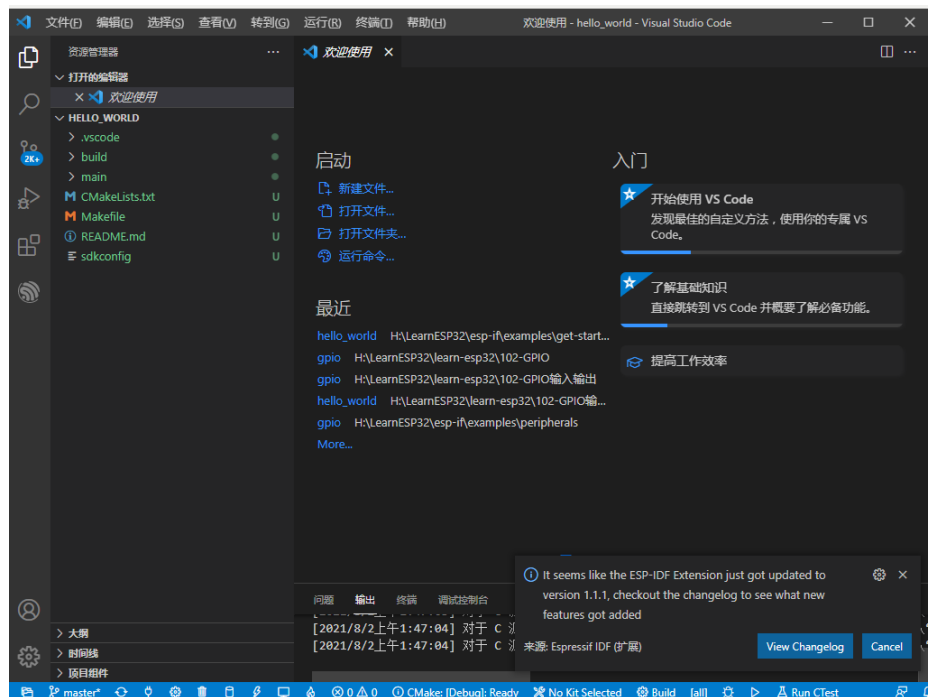 文件(F) 编辑(E) 选择(S) 查看(V) 转到(G) 运行(R) 终端(T) 帮助(H) 欢迎使用 - hello_world - Visual Studio Code
资源管理器
欢迎使用
打开的编辑器
欢迎使用
HELLO_WORLD
.vscode
build
main
M CMakeLists.txt U
M Makefile U
README.md U
sdkconfig U
2K+
启动
新建文件...
打开文件...
打开文件夹...
运行命令...
最近
hello_world H:\LearnESP32\esp-if\examples\get-start...
gpio H:\LearnESP32\learn-esp32\102-GPIO
gpio H:\LearnESP32\learn-esp32\102-GPIO输入输出
hello_world H:\LearnESP32\learn-esp32\102-GPIO输...
gpio H:\LearnESP32\esp-if\examples\peripherals
More...
入门
开始使用 VS Code
发现最佳的自定义方法，使用你的专属 VS
Code。
了解基础知识
直接跳转到 VS Code 并概要了解必备功能。
提高工作效率
问题 输出 终端 调试控制台
[2021/8/2上午1:47:04] 对于 C
[2021/8/2上午1:47:04] 对于 C
It seems like the ESP-IDF Extension just got updated to
version 1.1.1, checkout the changelog to see what new
features got added
来源: Espressif IDF (扩展)
View Changelog
Cancel
大纲
时间线
项目组件
master* 0 0 CMake: [Debug]: Ready No Kit Selected Build [all] Run CTest